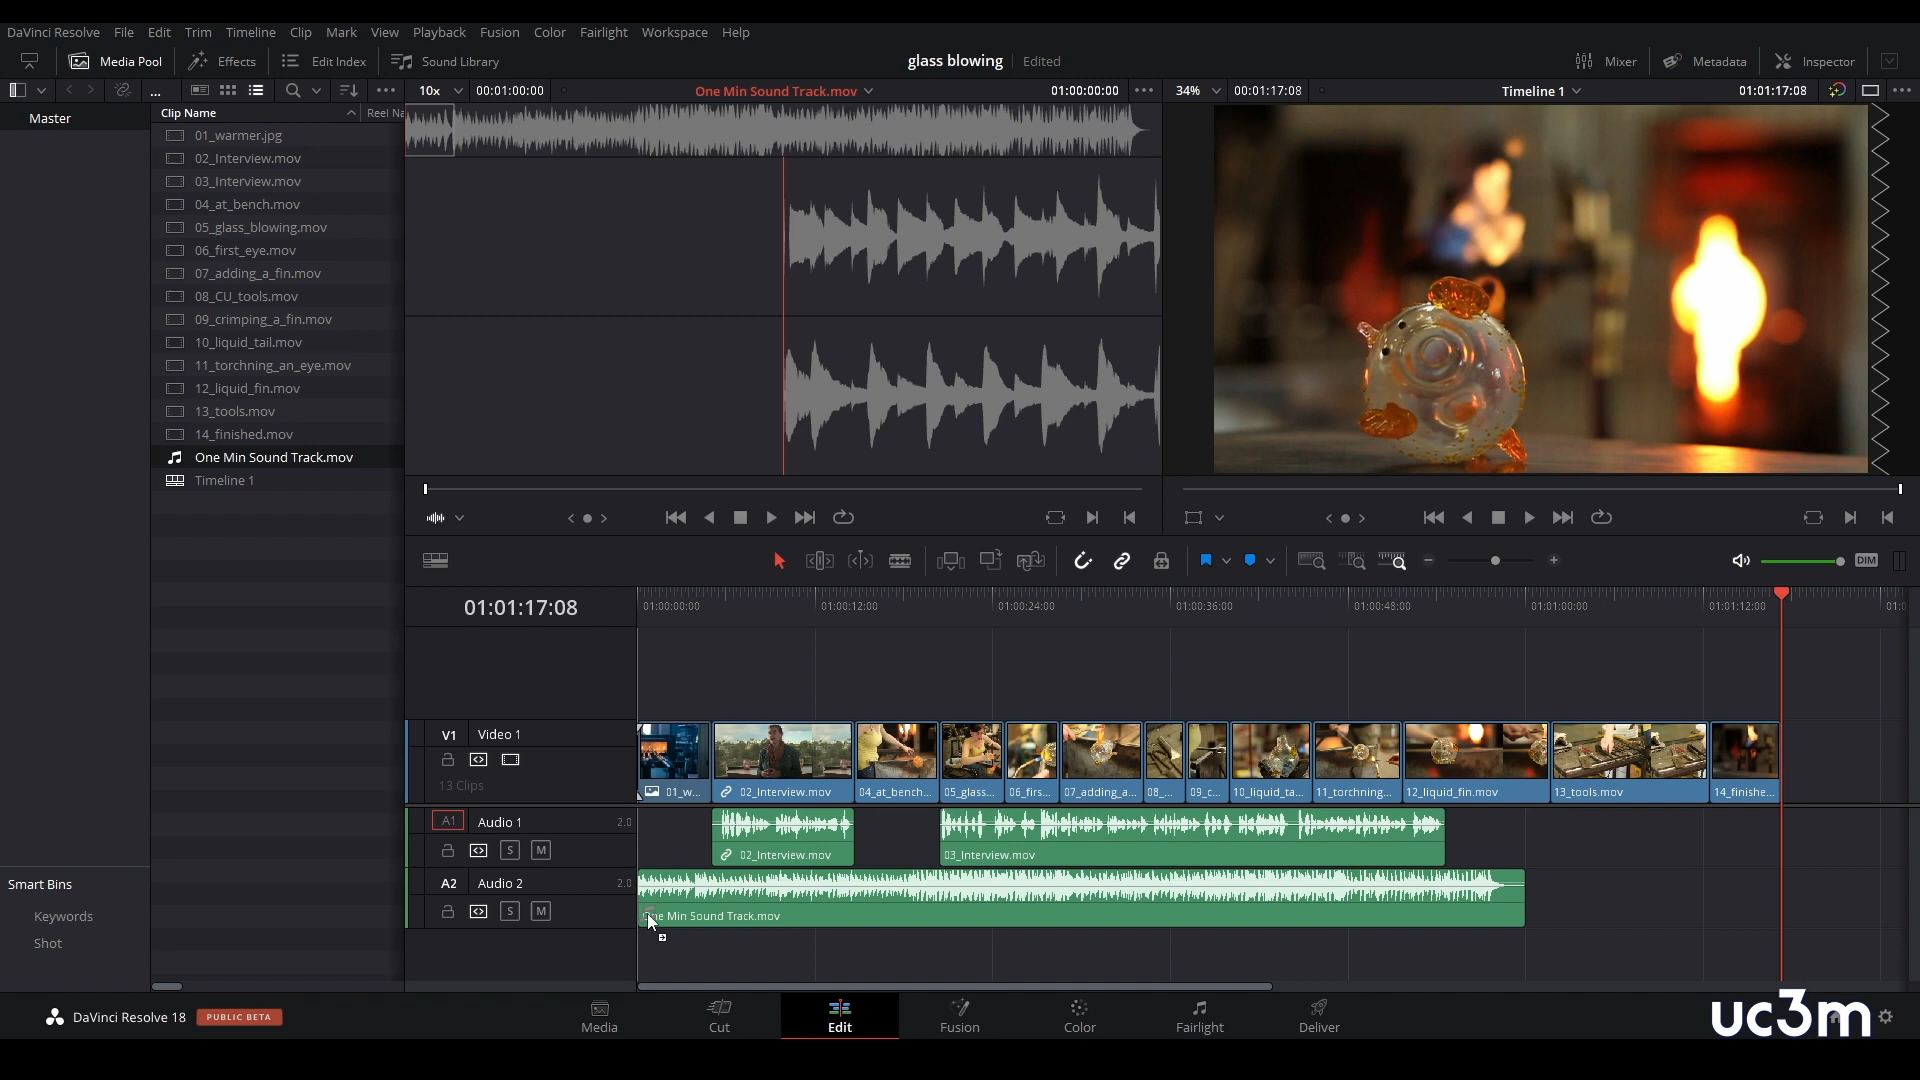 DaVinci Resolve File Edit Trim Timeline Clip Mark View Playback Fusion Color Fairlight Workspace Help
Media Pool Effects Edit Index Sound Library glass blowing Edited Mixer Metadata Inspector
... 10x 00:01:00:00 One Min Sound Track.mov 01:00:00:00 34% 00:01:17:08 Timeline 1 01:01:17:08
Master
Clip Name Reel Na
01_warmer.jpg
02_Interview.mov
03_Interview.mov
04_at_bench.mov
05_glass_blowing.mov
06_first_eye.mov
07_adding_a_fin.mov
08_CU_tools.mov
09_crimping_a_fin.mov
10_liquid_tail.mov
11_torchning_an_eye.mov
12_liquid_fin.mov
13_tools.mov
14_finished.mov
One Min Sound Track.mov
Timeline 1
DIM
01:01:17:08
01:00:00:00 01:00:12:00 01:00:24:00 01:00:36:00 01:00:48:00 01:01:00:00 01:01:12:00 01:0
V1 Video 1
13 Clips
01_w... 02_Interview.mov 04_at_bench... 05_glass... 06_firs... 07_adding_a... 08_... 09_c... 10_liquid_ta... 11_torchning... 12_liquid_fin.mov 13_tools.mov 14_finishe...
A1 Audio 1 2.0
S M
02_Interview.mov 03_Interview.mov
A2 Audio 2 2.0
S M
One Min Sound Track.mov
Smart Bins
Keywords
Shot
DaVinci Resolve 18 PUBLIC BETA
Media Cut Edit Fusion Color Fairlight Deliver
uc3m